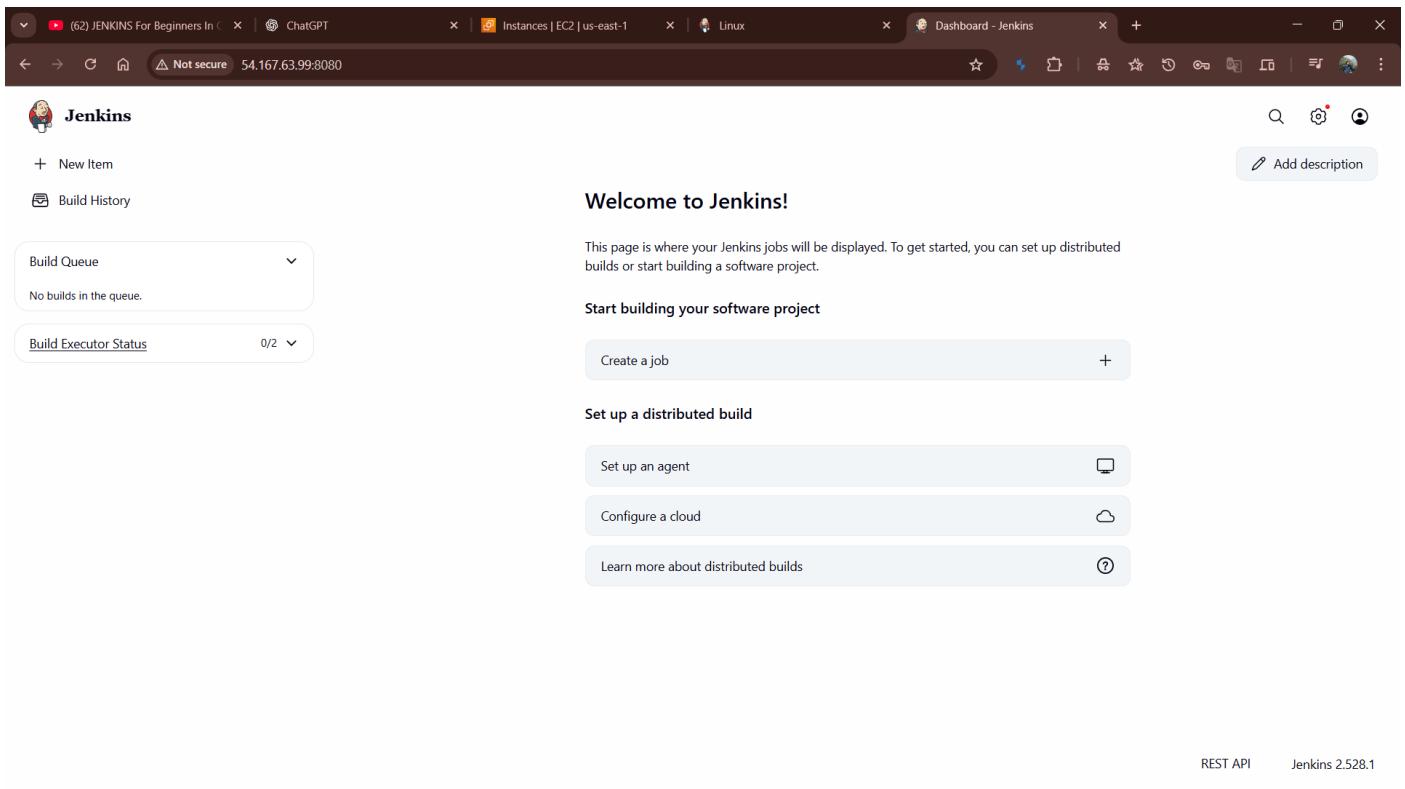 (62) JENKINS For Beginners In
ChatGPT
Instances | EC2 | us-east-1
Linux
Dashboard - Jenkins
Not secure
54.167.63.99:8080
Jenkins
New Item
Add description
Build History
Welcome to Jenkins!
This page is where your Jenkins jobs will be displayed. To get started, you can set up distributed
builds or start building a software project.
Build Queue
No builds in the queue.
Start building your software project
Build Executor Status
0/2
Create a job
Set up a distributed build
Set up an agent
Configure a cloud
Learn more about distributed builds
REST API
Jenkins 2.528.1